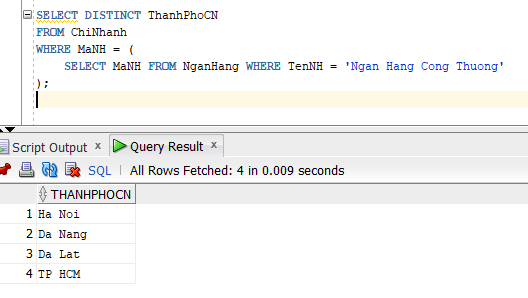 SELECT DISTINCT ThanhPhoCN
FROM ChiNhanh
WHERE MaNH = (
SELECT MaNH FROM NganHang WHERE TenNH = 'Ngan Hang Cong Thuong'
);
Script Output x Query Result x
SQL | All Rows Fetched: 4 in 0.009 seconds
THANHPHOCN
1 Ha Noi
2 Da Nang
3 Da Lat
4 TP HCM